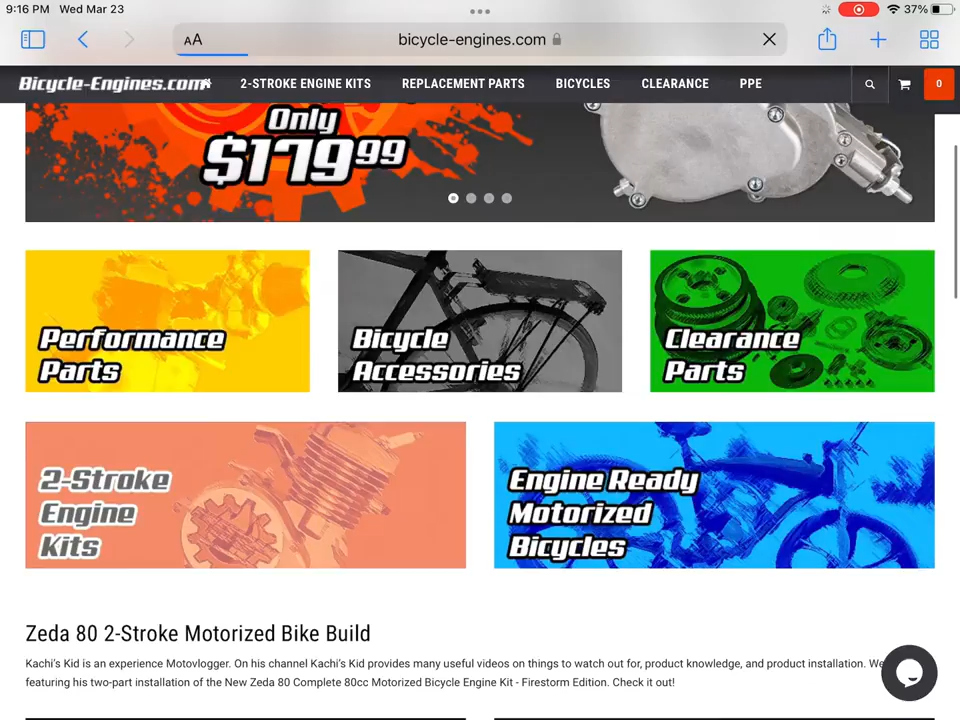 9:16 PM Wed Mar 23
37%
AA
bicycle-engines.com
Bicycle-Engines.com
2-STROKE ENGINE KITS
REPLACEMENT PARTS
BICYCLES
CLEARANCE
PPE
0
Only
$179.99
Performance
Parts
Bicycle
Accessories
Clearance
Parts
2-Stroke
Engine
Kits
Engine Ready
Motorized
Bicycles
Zeda 80 2-Stroke Motorized Bike Build
Kachi's Kid is an experience Motovlogger. On his channel Kachi's Kid provides many useful videos on things to watch out for, product knowledge, and product installation. We
featuring his two-part installation of the New Zeda 80 Complete 80cc Motorized Bicycle Engine Kit - Firestorm Edition. Check it out!